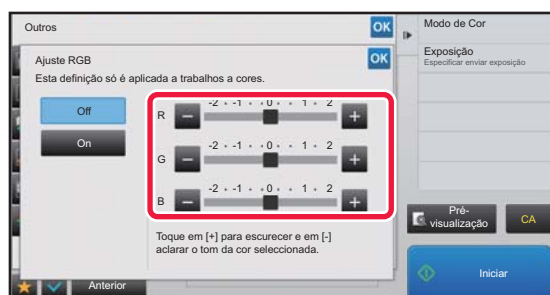 Outros
OK
Modo de Cor
Ajuste RGB
OK
Exposição
Especificar enviar exposição
Esta definição só é aplicada a trabalhos a cores.
Off
On
R - -2 -1 0 1 2 +
G - -2 -1 0 1 2 +
B - -2 -1 0 1 2 +
Toque em [+] para escurecer e em [-]
aclarar o tom da cor seleccionada.
Pré-
visualização
CA
Anterior
Iniciar